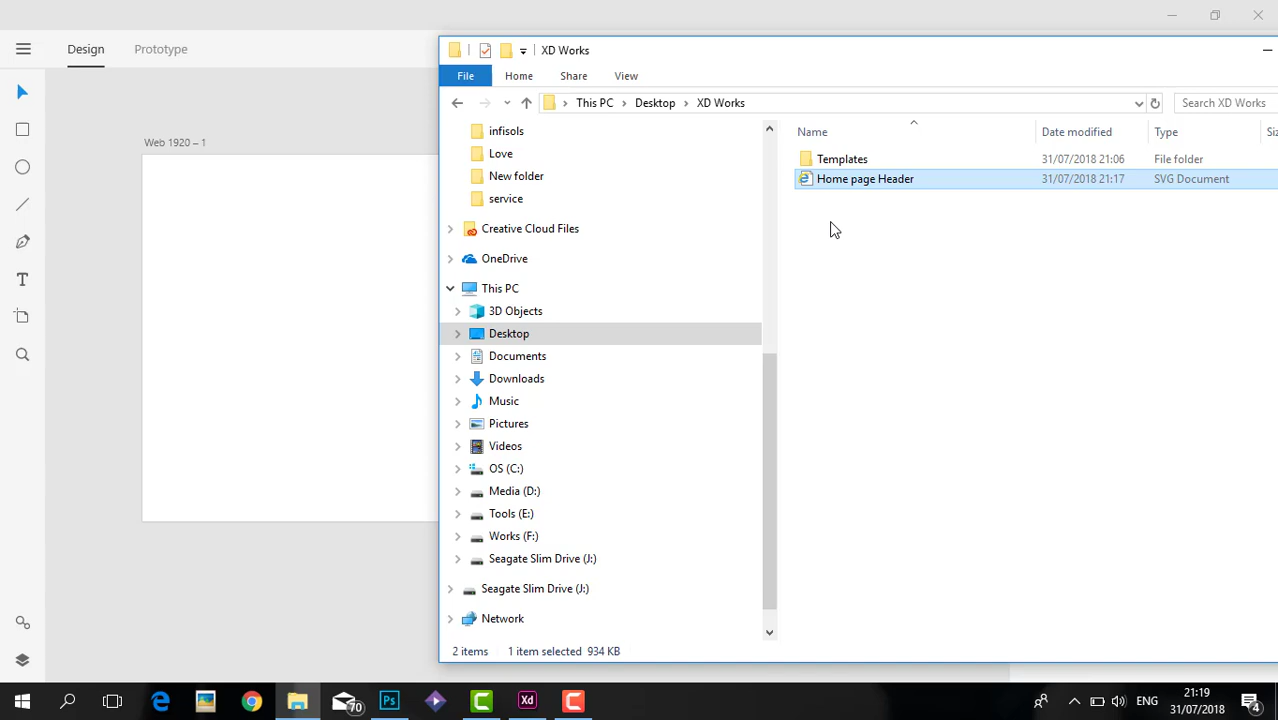 Design
Prototype
XD Works
File
Home
Share
View
This PC
Desktop
XD Works
Search XD Works
infisols
Love
New folder
service
Creative Cloud Files
OneDrive
This PC
3D Objects
Desktop
Documents
Downloads
Music
Pictures
Videos
OS (C:)
Media (D:)
Tools (E:)
Works (F:)
Seagate Slim Drive (J:)
Seagate Slim Drive (J:)
Network
Name
Date modified
Type
Siz
Templates
31/07/2018 21:06
File folder
Home page Header
31/07/2018 21:17
SVG Document
2 items
1 item selected 934 KB
Web 1920 – 1
T
70
Ps
Xd
ENG
21:19
31/07/2018
4